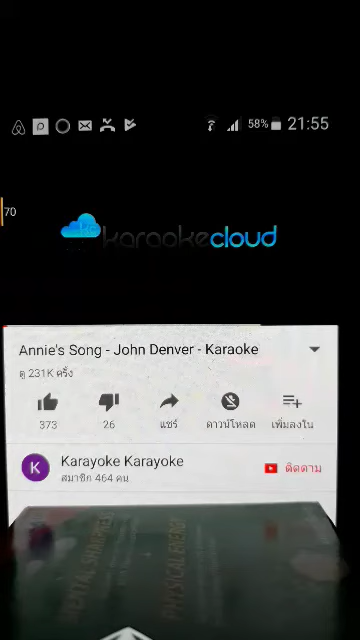 58% 21:55
70
karaokecloud
Annie's Song - John Denver - Karaoke
ดู 231K ครั้ง
373 26 แชร์ ดาวน์โหลด เพิ่มลงใน
K Karayoke Karayoke ติดตาม
สมาชิก 464 คน
PHYSICAL ENERGY